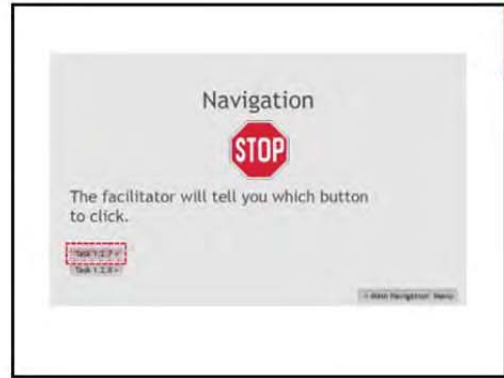 Navigation
STOP
The facilitator will tell you which button
to click.
Task 1.2.7 >
Task 1.2.8 >
< Main Navigation Menu